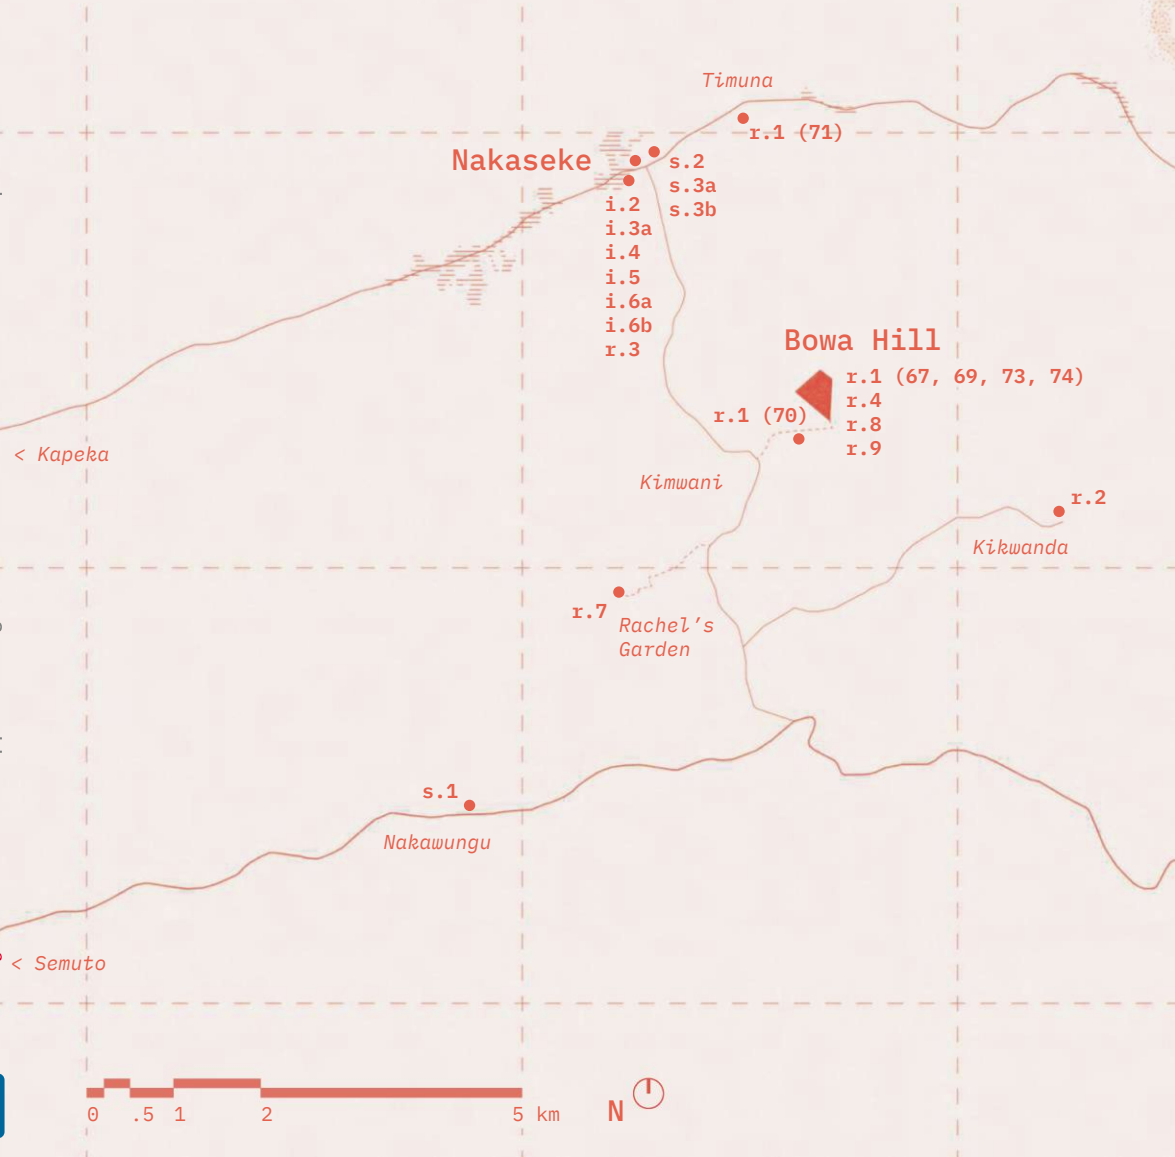 Timuna
r.1 (71)
Nakaseke
s.2
s.3a
s.3b
i.2
i.3a
i.4
i.5
i.6a
i.6b
r.3
Bowa Hill
r.1 (67, 69, 73, 74)
r.4
r.8
r.9
r.1 (70)
< Kapeka
Kimwani
r.2
Kikwanda
r.7
Rachel’s
Garden
s.1
Nakawungu
< Semuto
0 .5 1 2 5 km
N